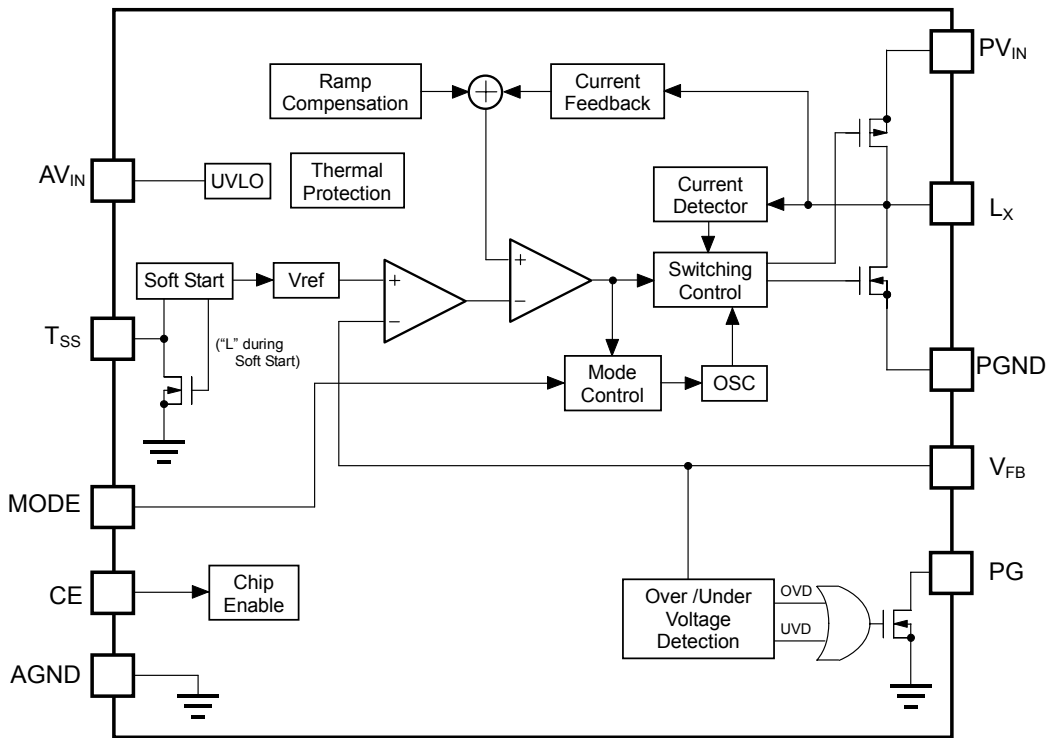 PVIN
Ramp
Compensation
Current
Feedback
AVIN
UVLO
Thermal
Protection
Current
Detector
LX
Soft Start
Vref
+
−
+
−
Switching
Control
TSS
("L" during
Soft Start)
Mode
Control
OSC
PGND
MODE
VFB
CE
Chip
Enable
Over /Under
Voltage
Detection
OVD
UVD
PG
AGND